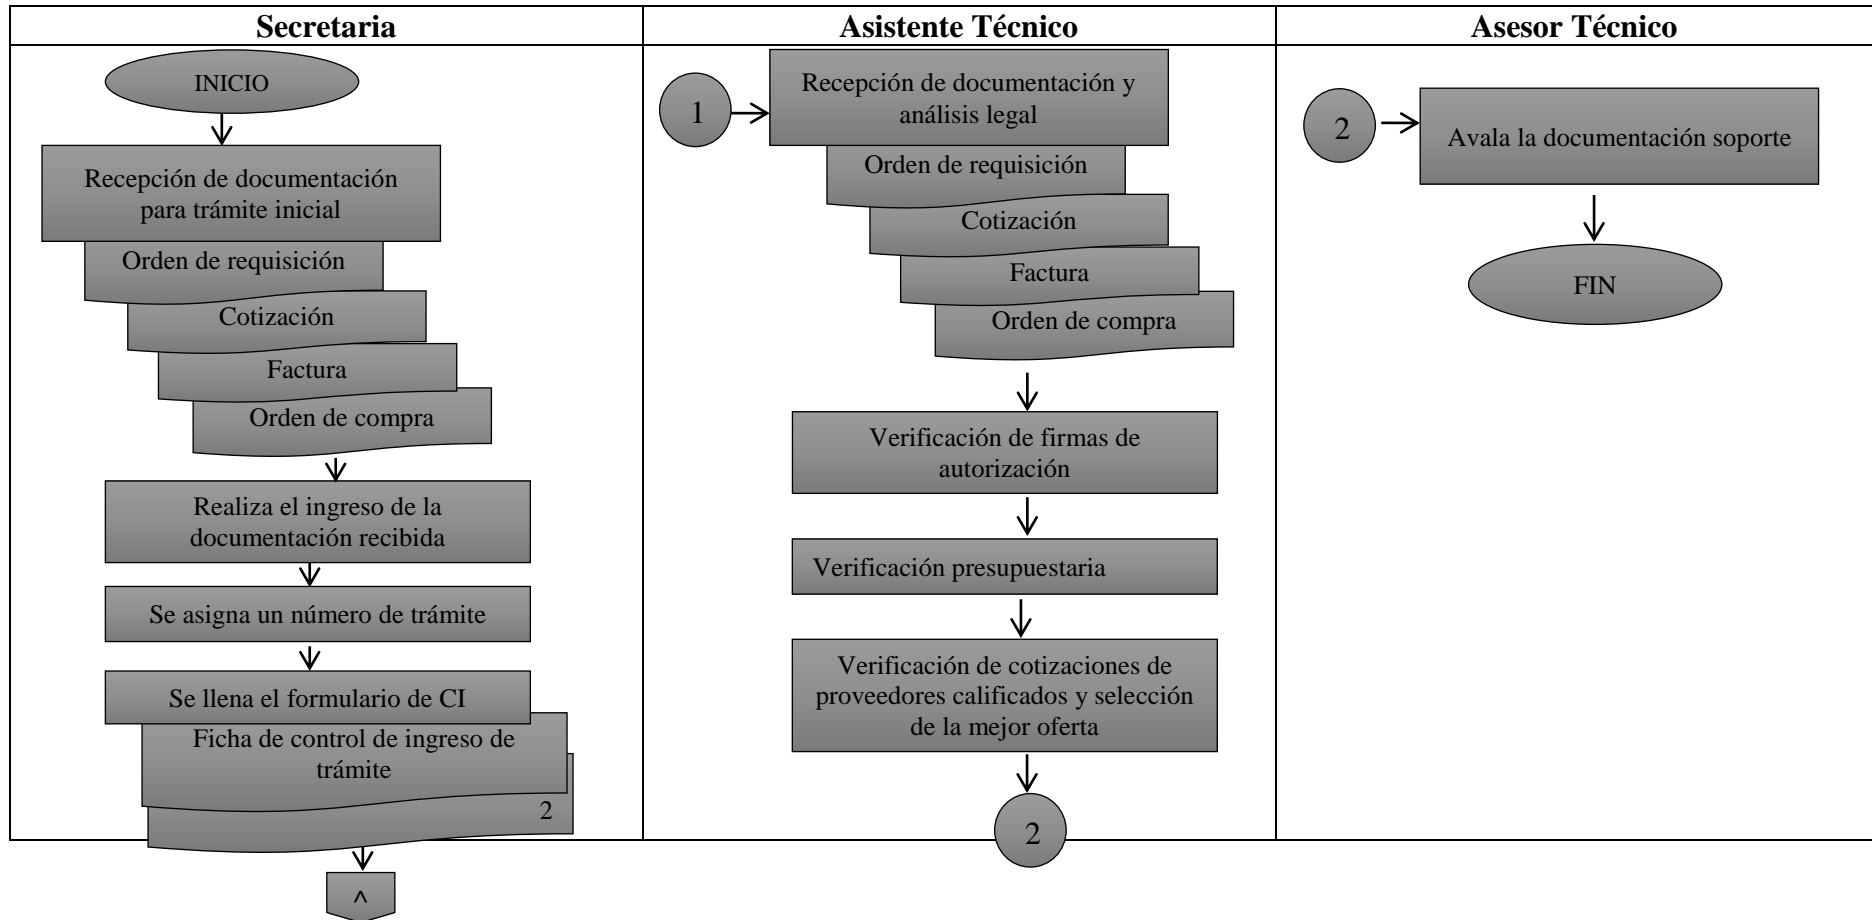 Secretaria
INICIO
Recepción de documentación
para trámite inicial
Orden de requisición
Cotización
Factura
Orden de compra
Realiza el ingreso de la
documentación recibida
Se asigna un número de trámite
Se llena el formulario de CI
Ficha de control de ingreso de
trámite
2
^
Asistente Técnico
1
Recepción de documentación y
análisis legal
Orden de requisición
Cotización
Factura
Orden de compra
Verificación de firmas de
autorización
Verificación presupuestaria
Verificación de cotizaciones de
proveedores calificados y selección
de la mejor oferta
2
Asesor Técnico
2
Avala la documentación soporte
FIN